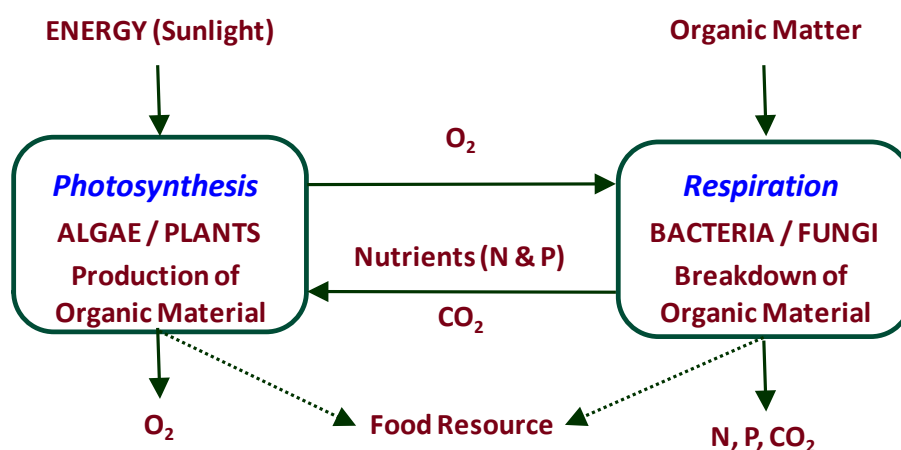 ENERGY (Sunlight)
Organic Matter
O₂
Photosynthesis
ALGAE / PLANTS
Production of
Organic Material
Nutrients (N & P)
CO₂
Respiration
BACTERIA / FUNGI
Breakdown of
Organic Material
O₂
Food Resource
N, P, CO₂